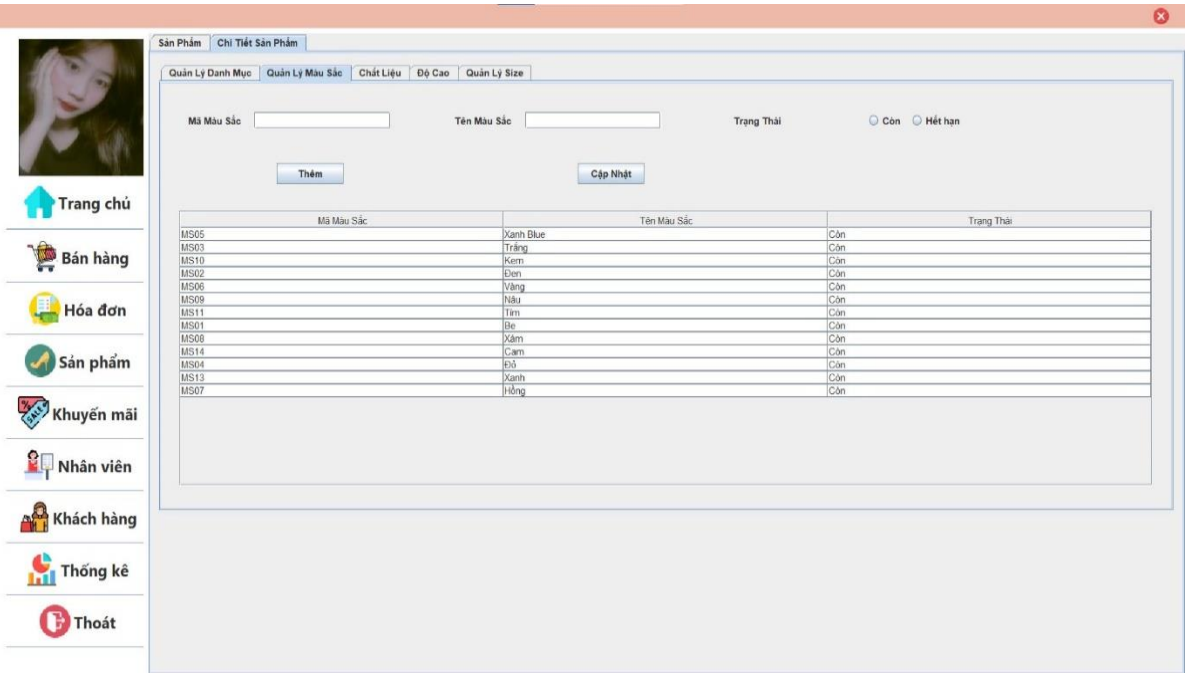 Sản Phẩm Chi Tiết Sản Phẩm
Quản Lý Danh Mục Quản Lý Màu Sắc Chất Liệu Độ Cao Quản Lý Size
Mã Màu Sắc Tên Màu Sắc Trạng Thái Còn Hết hạn
Thêm Cập Nhật
Trang chủ
Bán hàng
Hóa đơn
Sản phẩm
SALE
Khuyến mãi
Nhân viên
Khách hàng
Thống kê
Thoát
Mã Màu Sắc Tên Màu Sắc Trạng Thái
MS05 Xanh Blue Còn
MS03 Trắng Còn
MS10 Kem Còn
MS02 Đen Còn
MS06 Vàng Còn
MS09 Nâu Còn
MS11 Tím Còn
MS01 Be Còn
MS08 Xám Còn
MS14 Cam Còn
MS04 Đỏ Còn
MS13 Xanh Còn
MS07 Hồng Còn